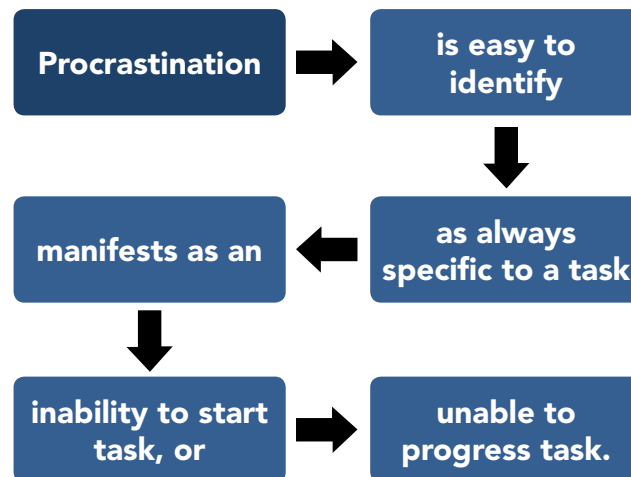 Procrastination
is easy to
identify
as always
specific to a task
manifests as an
inability to start
task, or
unable to
progress task.